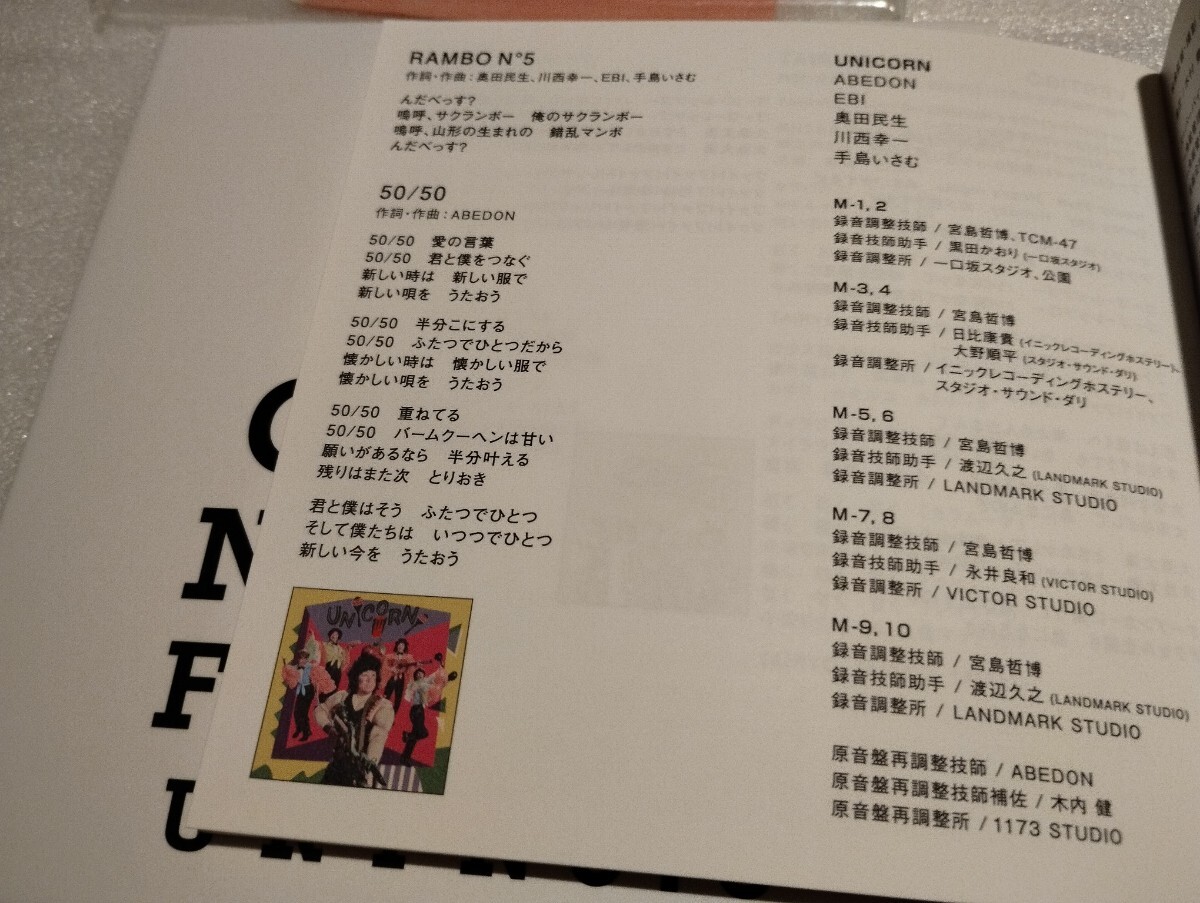 RAMBO N°5
作詞・作曲：奥田民生、川西幸一、EBI、手島いさむ
んだべっす?
嗚呼、サクランボー　俺のサクランボー
嗚呼、山形の生まれの　錯乱マンボ
んだべっす?
50/50
作詞・作曲：ABEDON
50/50　愛の言葉
50/50　君と僕をつなぐ
新しい時は　新しい服で
新しい唄を　うたおう
50/50　半分こにする
50/50　ふたつでひとつだから
懐かしい時は　懐かしい服で
懐かしい唄を　うたおう
50/50　重ねてる
50/50　バームクーヘンは甘い
願いがあるなら　半分叶える
残りはまた次　とりおき
君と僕はそう　ふたつでひとつ
そして僕たちは　いつつでひとつ
新しい今を　うたおう
UNICORN
UNICORN
ABEDON
EBI
奥田民生
川西幸一
手島いさむ
M-1, 2
録音調整技師 / 宮島哲博、TCM-47
録音技師助手 / 黒田かおり (一口坂スタジオ)
録音調整所 / 一口坂スタジオ、公園
M-3, 4
録音調整技師 / 宮島哲博
録音技師助手 / 日比康貴 (イニックレコーディングホステリー)、
大野順平 (スタジオ・サウンド・ダリ)
録音調整所 / イニックレコーディングホステリー、
スタジオ・サウンド・ダリ
M-5, 6
録音調整技師 / 宮島哲博
録音技師助手 / 渡辺久之 (LANDMARK STUDIO)
録音調整所 / LANDMARK STUDIO
M-7, 8
録音調整技師 / 宮島哲博
録音技師助手 / 永井良和 (VICTOR STUDIO)
録音調整所 / VICTOR STUDIO
M-9, 10
録音調整技師 / 宮島哲博
録音技師助手 / 渡辺久之 (LANDMARK STUDIO)
録音調整所 / LANDMARK STUDIO
原音盤再調整技師 / ABEDON
原音盤再調整技師補佐 / 木内 健
原音盤再調整所 / 1173 STUDIO